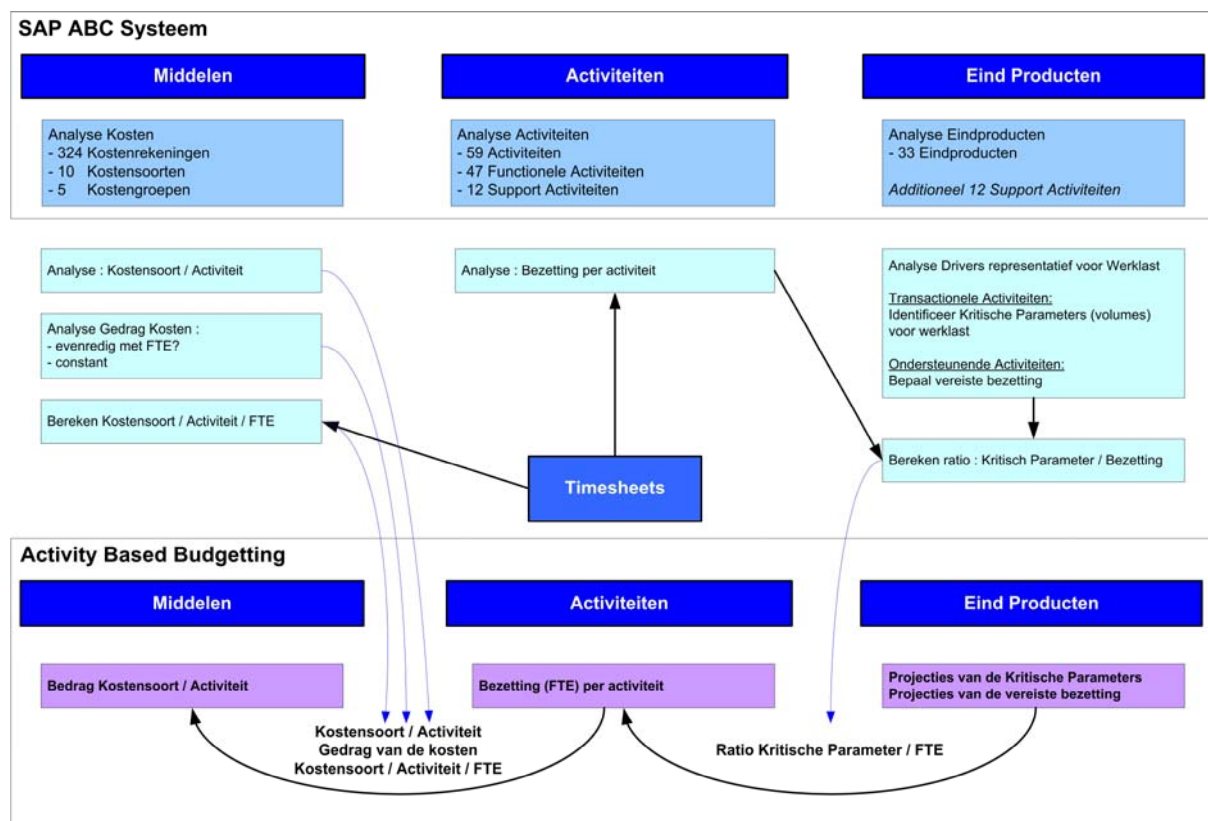 SAP ABC Systeem
Middelen
Activiteiten
Eind Producten
Analyse Kosten
- 324 Kostenrekeningen
- 10 Kostensoorten
- 5 Kostengroepen
Analyse Activiteiten
- 59 Activiteiten
- 47 Functionele Activiteiten
- 12 Support Activiteiten
Analyse Eindproducten
- 33 Eindproducten
Additioneel 12 Support Activiteiten
Analyse : Kostensoort / Activiteit
Analyse Gedrag Kosten :
- evenredig met FTE?
- constant
Bereken Kostensoort / Activiteit / FTE
Analyse : Bezetting per activiteit
Timesheets
Analyse Drivers representatief voor Werklast
Transactionele Activiteiten:
Identificeer Kritische Parameters (volumes)
voor werklast
Ondersteunende Activiteiten:
Bepaal vereiste bezetting
Bereken ratio : Kritisch Parameter / Bezetting
Activity Based Budgetting
Middelen
Activiteiten
Eind Producten
Bedrag Kostensoort / Activiteit
Bezetting (FTE) per activiteit
Projecties van de Kritische Parameters
Projecties van de vereiste bezetting
Kostensoort / Activiteit
Gedrag van de kosten
Kostensoort / Activiteit / FTE
Ratio Kritische Parameter / FTE